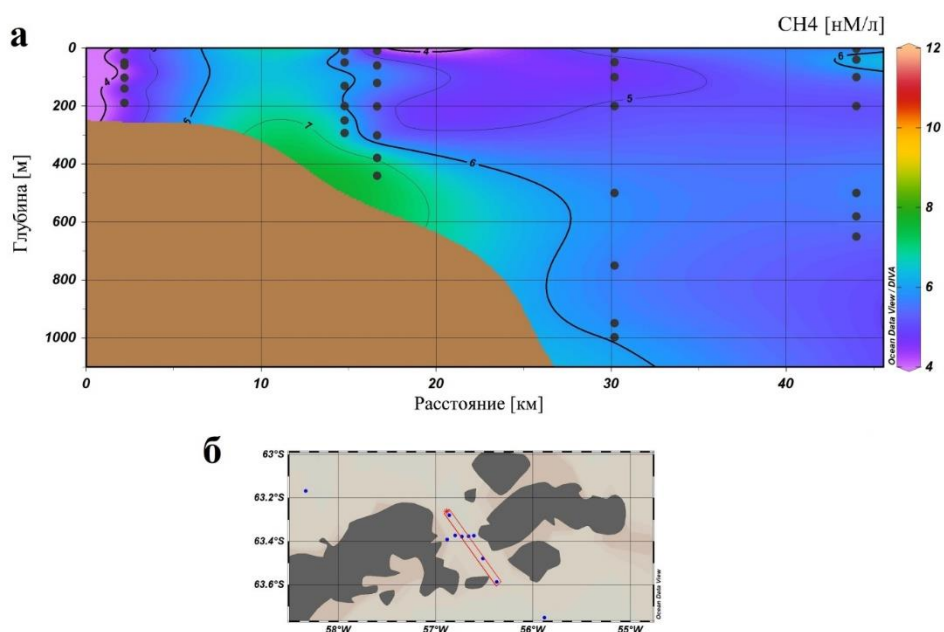 а
CH4 [нМ/л]
0
200
400
600
800
1000
Глубина [м]
0
10
20
30
40
Расстояние [км]
4
5
7
4
5
6
6
12
10
8
6
4
Ocean Data View / DIVA
б
63°S
63.2°S
63.4°S
63.6°S
58°W
57°W
56°W
55°W
Ocean Data View